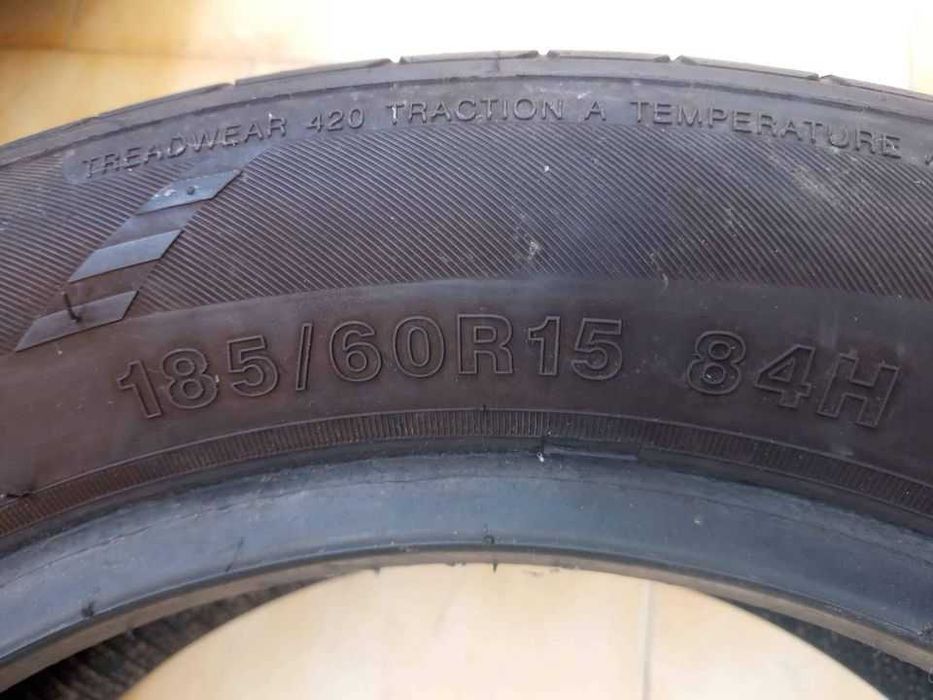 TREADWEAR 420 TRACTION A TEMPERATURE
185/60R15 84H